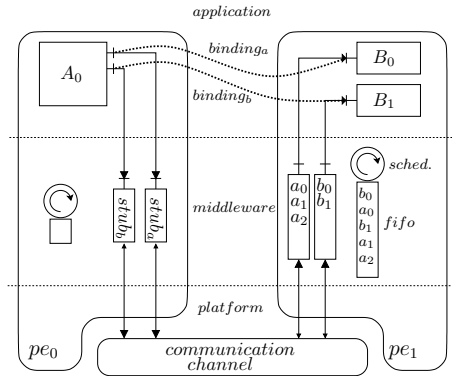 application
binding_a
A_0
B_0
binding_b
B_1
sched.
stub_b
stub_a
middleware
a_0
a_1
a_2
b_0
b_1
b_0
a_0
b_1
a_1
a_2
fifo
platform
pe_0
communication
channel
pe_1